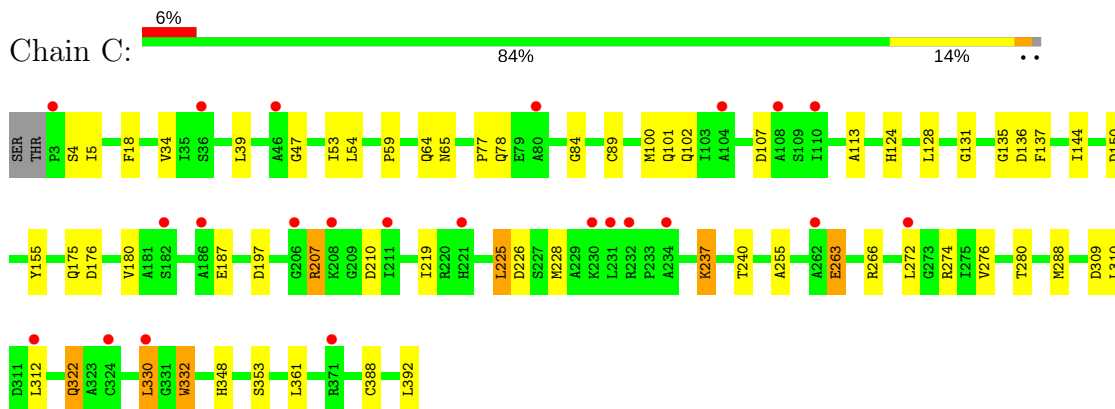 6%
Chain C:
84% 14% • •
SER THR P3 S4 I5 F18 V34 I35 S36 L39 A46 G47 I53 L54 P59 Q64 N65 P77 Q78 E79 A80 G84 C89 M100 Q101 Q102 I103 A104 D107 A108 S109 I110 A113 H124 L128 G131 G135 D136 F137 I144 D150
Y155 Q175 D176 V180 A181 S182 A186 E187 D197 G206 R207 K208 G209 D210 I211 I219 R220 H221 L225 D226 S227 M228 A229 K230 L231 R232 P233 A234 K237 T240 A255 A262 E263 R266 L272 G273 R274 I275 V276 T280 M288 D309 L310
D311 L312 Q322 A323 C324 L330 G331 W332 H348 S353 L361 R371 C388 L392